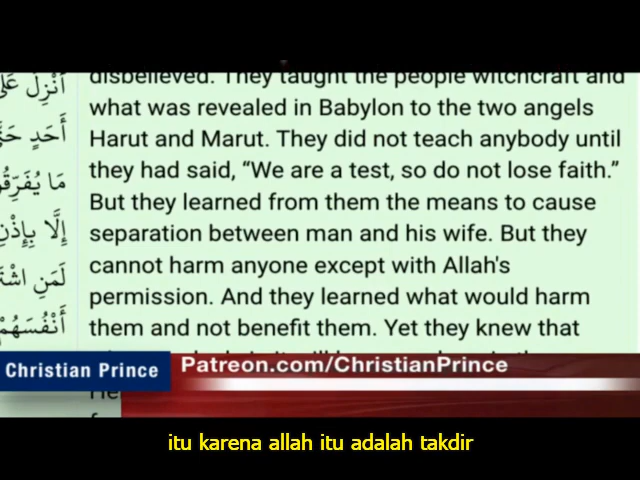 disbelieved. They taught the people witchcraft and
what was revealed in Babylon to the two angels
Harut and Marut. They did not teach anybody until
they had said, “We are a test, so do not lose faith.”
But they learned from them the means to cause
separation between man and his wife. But they
cannot harm anyone except with Allah's
permission. And they learned what would harm
them and not benefit them. Yet they knew that
أُنْزِلَ
أَحَدٍ
مَا
إِلَّا بِإِذْنِ
لَمَنِ
أَنْفُسَهُمْ
Christian Prince
Patreon.com/ChristianPrince
itu karena allah itu adalah takdir